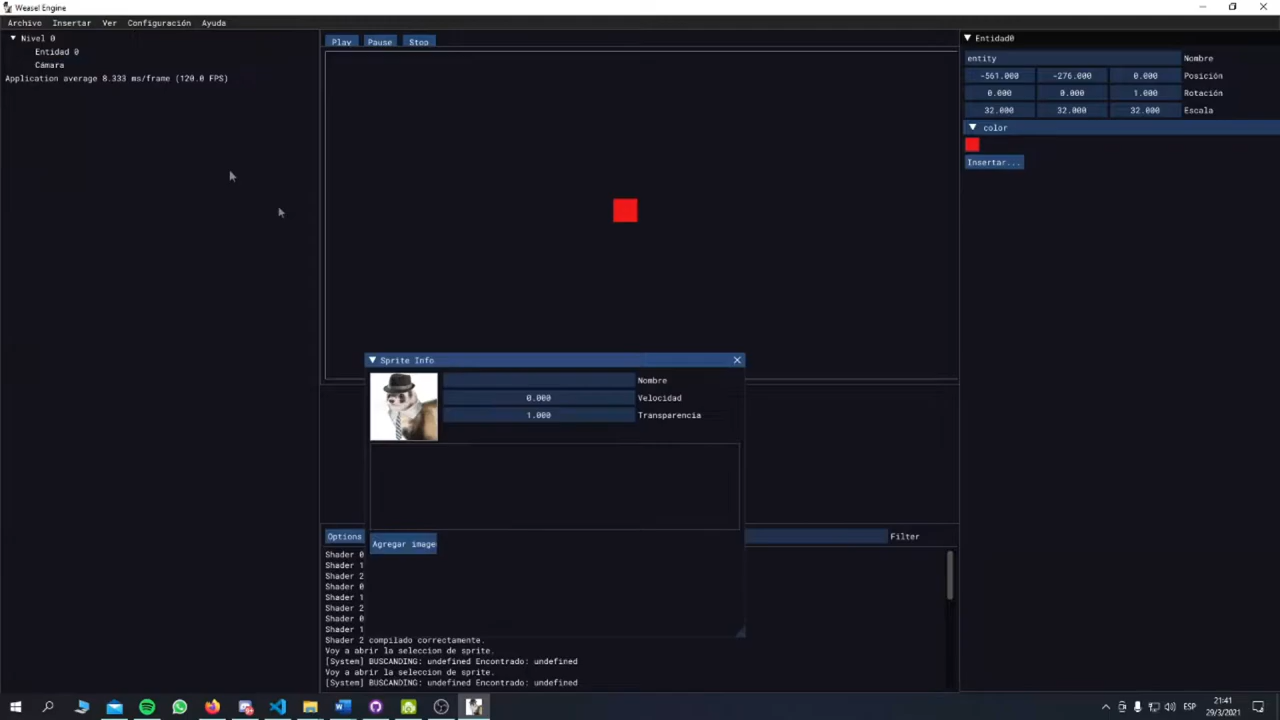 Weasel Engine
Archivo Insertar Ver Configuración Ayuda
Nivel 0
Entidad 0
Cámara
Application average 8.333 ms/frame (120.0 FPS)
Play Pause Stop
Entidad0
entity Nombre
-561.000 -276.000 0.000 Posición
0.000 0.000 1.000 Rotación
32.000 32.000 32.000 Escala
color
Insertar...
Sprite Info
Nombre
0.000 Velocidad
1.000 Transparencia
Agregar image
Options Filter
Shader 0
Shader 1
Shader 2
Shader 0
Shader 1
Shader 2
Shader 0
Shader 1
Shader 2 compilado correctamente.
Voy a abrir la seleccion de sprite.
[System] BUSCANDING: undefined Encontrado: undefined
Voy a abrir la seleccion de sprite.
[System] BUSCANDING: undefined Encontrado: undefined
ESP
21:41
29/3/2021